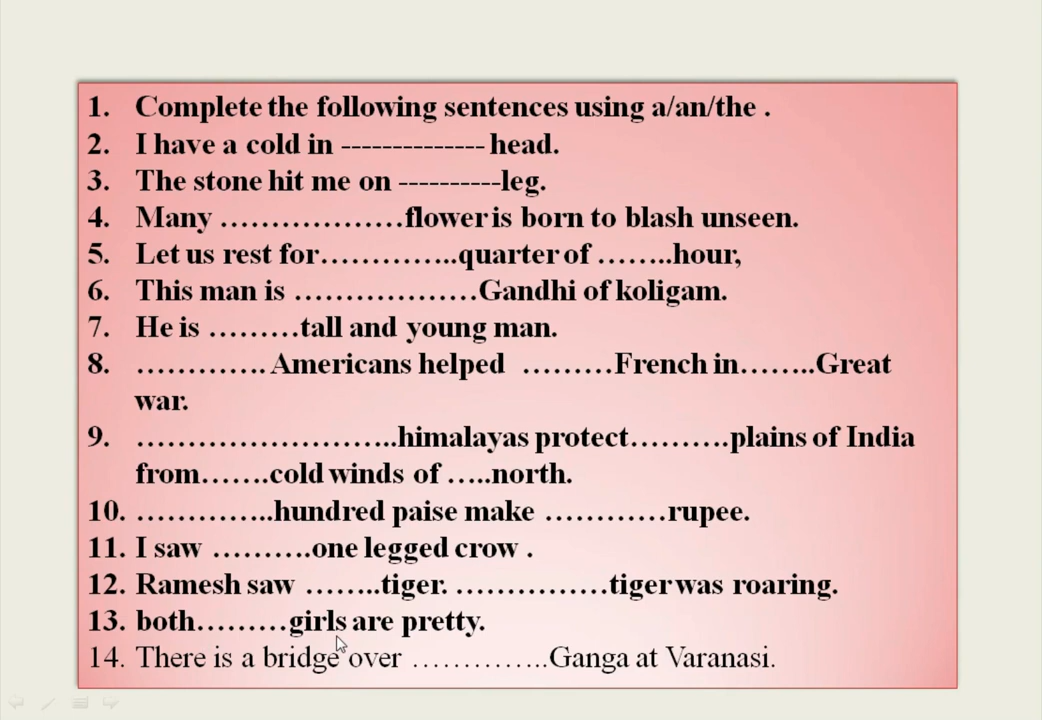 1. Complete the following sentences using a/an/the .
2. I have a cold in -------------- head.
3. The stone hit me on ----------leg.
4. Many ………………flower is born to blash unseen.
5. Let us rest for…………..quarter of ……..hour,
6. This man is ………………Gandhi of koligam.
7. He is ………tall and young man.
8. …………. Americans helped ………French in……..Great
war.
9. ……………………..himalayas protect……….plains of India
from…….cold winds of …..north.
10. …………..hundred paise make …………rupee.
11. I saw ……….one legged crow .
12. Ramesh saw ……..tiger. ……………tiger was roaring.
13. both………girls are pretty.
14. There is a bridge over …………..Ganga at Varanasi.